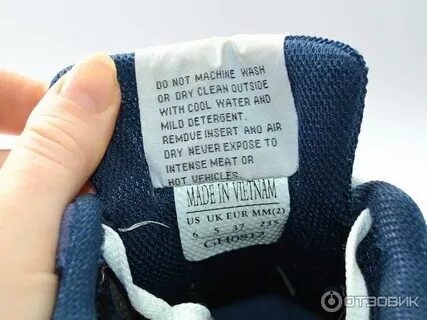 DO NOT MACHINE WASH
OR DRY CLEAN OUTSIDE
WITH COOL WATER AND
MILD DETERGENT.
REMOVE INSERT AND AIR
DRY NEVER EXPOSE TO
INTENSE MEAT OR
HOT VEHICLES.
MADE IN VIETNAM
US UK EUR MM(2)
6 5 37 235
ОТЗОВИК